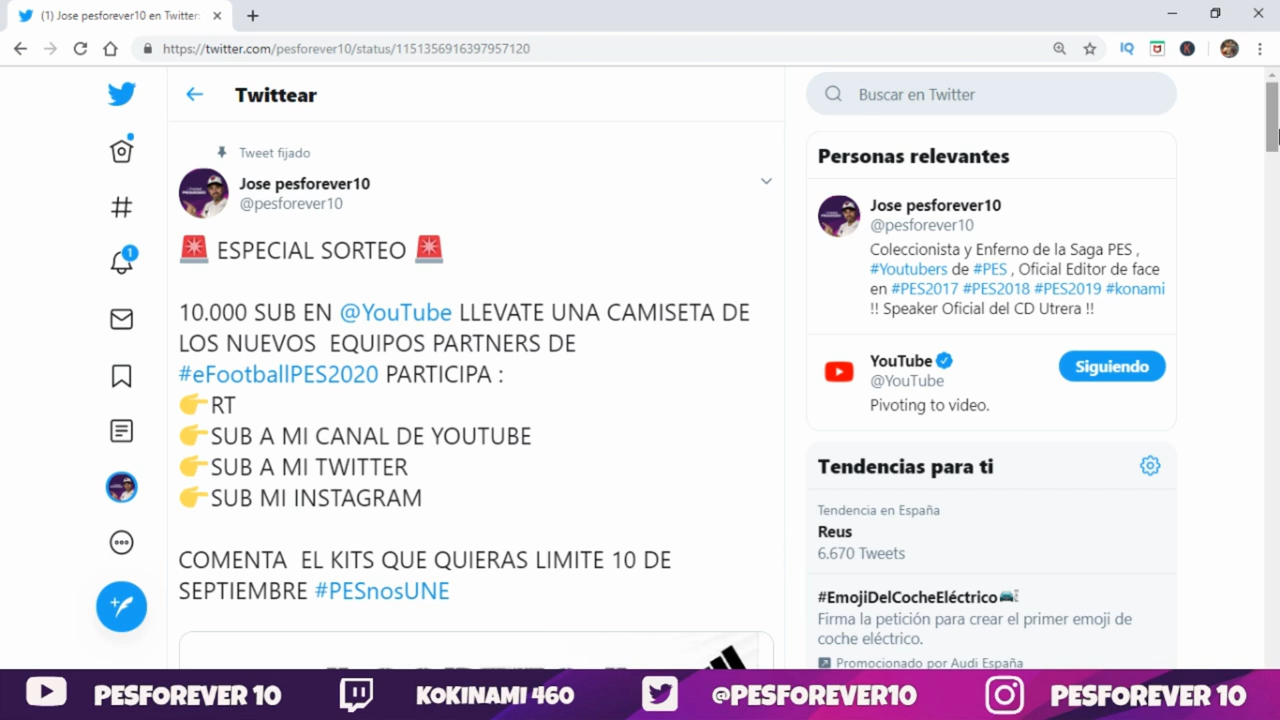 (1) Jose pesforever10 en Twitter:
https://twitter.com/pesforever10/status/1151356916397957120
IQ
K
Twittear
Buscar en Twitter
Tweet fijado
Jose pesforever10
@pesforever10
ESPECIAL SORTEO
10.000 SUB EN @YouTube LLEVATE UNA CAMISETA DE
LOS NUEVOS EQUIPOS PARTNERS DE
#eFootballPES2020 PARTICIPA :
RT
SUB A MI CANAL DE YOUTUBE
SUB A MI TWITTER
SUB MI INSTAGRAM
COMENTA EL KITS QUE QUIERAS LIMITE 10 DE
SEPTIEMBRE #PESnosUNE
1
Personas relevantes
Jose pesforever10
@pesforever10
Coleccionista y Enferno de la Saga PES ,
#Youtubers de #PES , Oficial Editor de face
en #PES2017 #PES2018 #PES2019 #konami
!! Speaker Oficial del CD Utrera !!
YouTube
@YouTube
Siguiendo
Pivoting to video.
Tendencias para ti
Tendencia en España
Reus
6.670 Tweets
#EmojiDelCocheEléctrico
Firma la petición para crear el primer emoji de
coche eléctrico.
Promocionado por Audi España
PESFOREVER 10
KOKINAMI 460
@PESFOREVER10
PESFOREVER 10